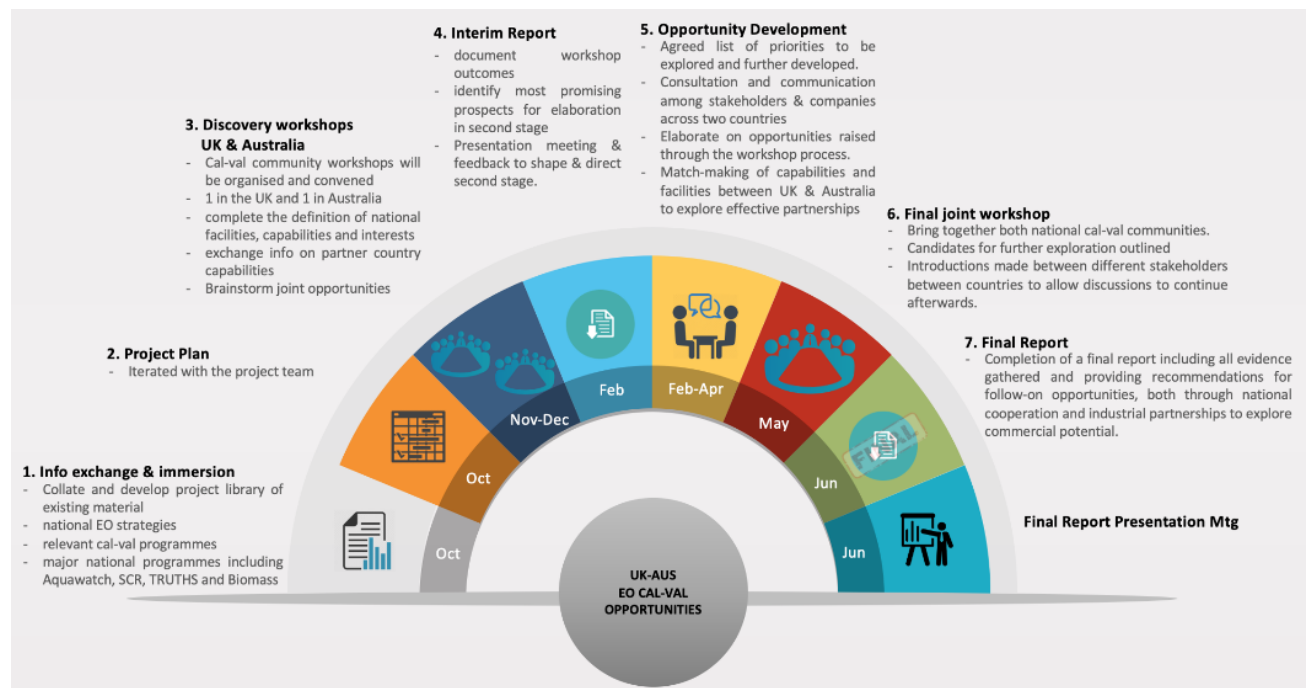 1. Info exchange & immersion
- Collate and develop project library of
existing material
- national EO strategies
- relevant cal-val programmes
- major national programmes including
Aquawatch, SCR, TRUTHS and Biomass
2. Project Plan
- Iterated with the project team
3. Discovery workshops
UK & Australia
- Cal-val community workshops will
be organised and convened
- 1 in the UK and 1 in Australia
- complete the definition of national
facilities, capabilities and interests
- exchange info on partner country
capabilities
- Brainstorm joint opportunities
4. Interim Report
- document workshop
outcomes
- identify most promising
prospects for elaboration
in second stage
- Presentation meeting &
feedback to shape & direct
second stage.
5. Opportunity Development
- Agreed list of priorities to be
explored and further developed.
- Consultation and communication
among stakeholders & companies
across two countries
- Elaborate on opportunities raised
through the workshop process.
- Match-making of capabilities and
facilities between UK & Australia
to explore effective partnerships
6. Final joint workshop
- Bring together both national cal-val communities.
- Candidates for further exploration outlined
- Introductions made between different stakeholders
between countries to allow discussions to continue
afterwards.
7. Final Report
- Completion of a final report including all evidence
gathered and providing recommendations for
follow-on opportunities, both through national
cooperation and industrial partnerships to explore
commercial potential.
Final Report Presentation Mtg
Oct
Oct
Nov-Dec
Feb
Feb-Apr
May
Jun
FINAL
Jun
UK-AUS
EO CAL-VAL
OPPORTUNITIES